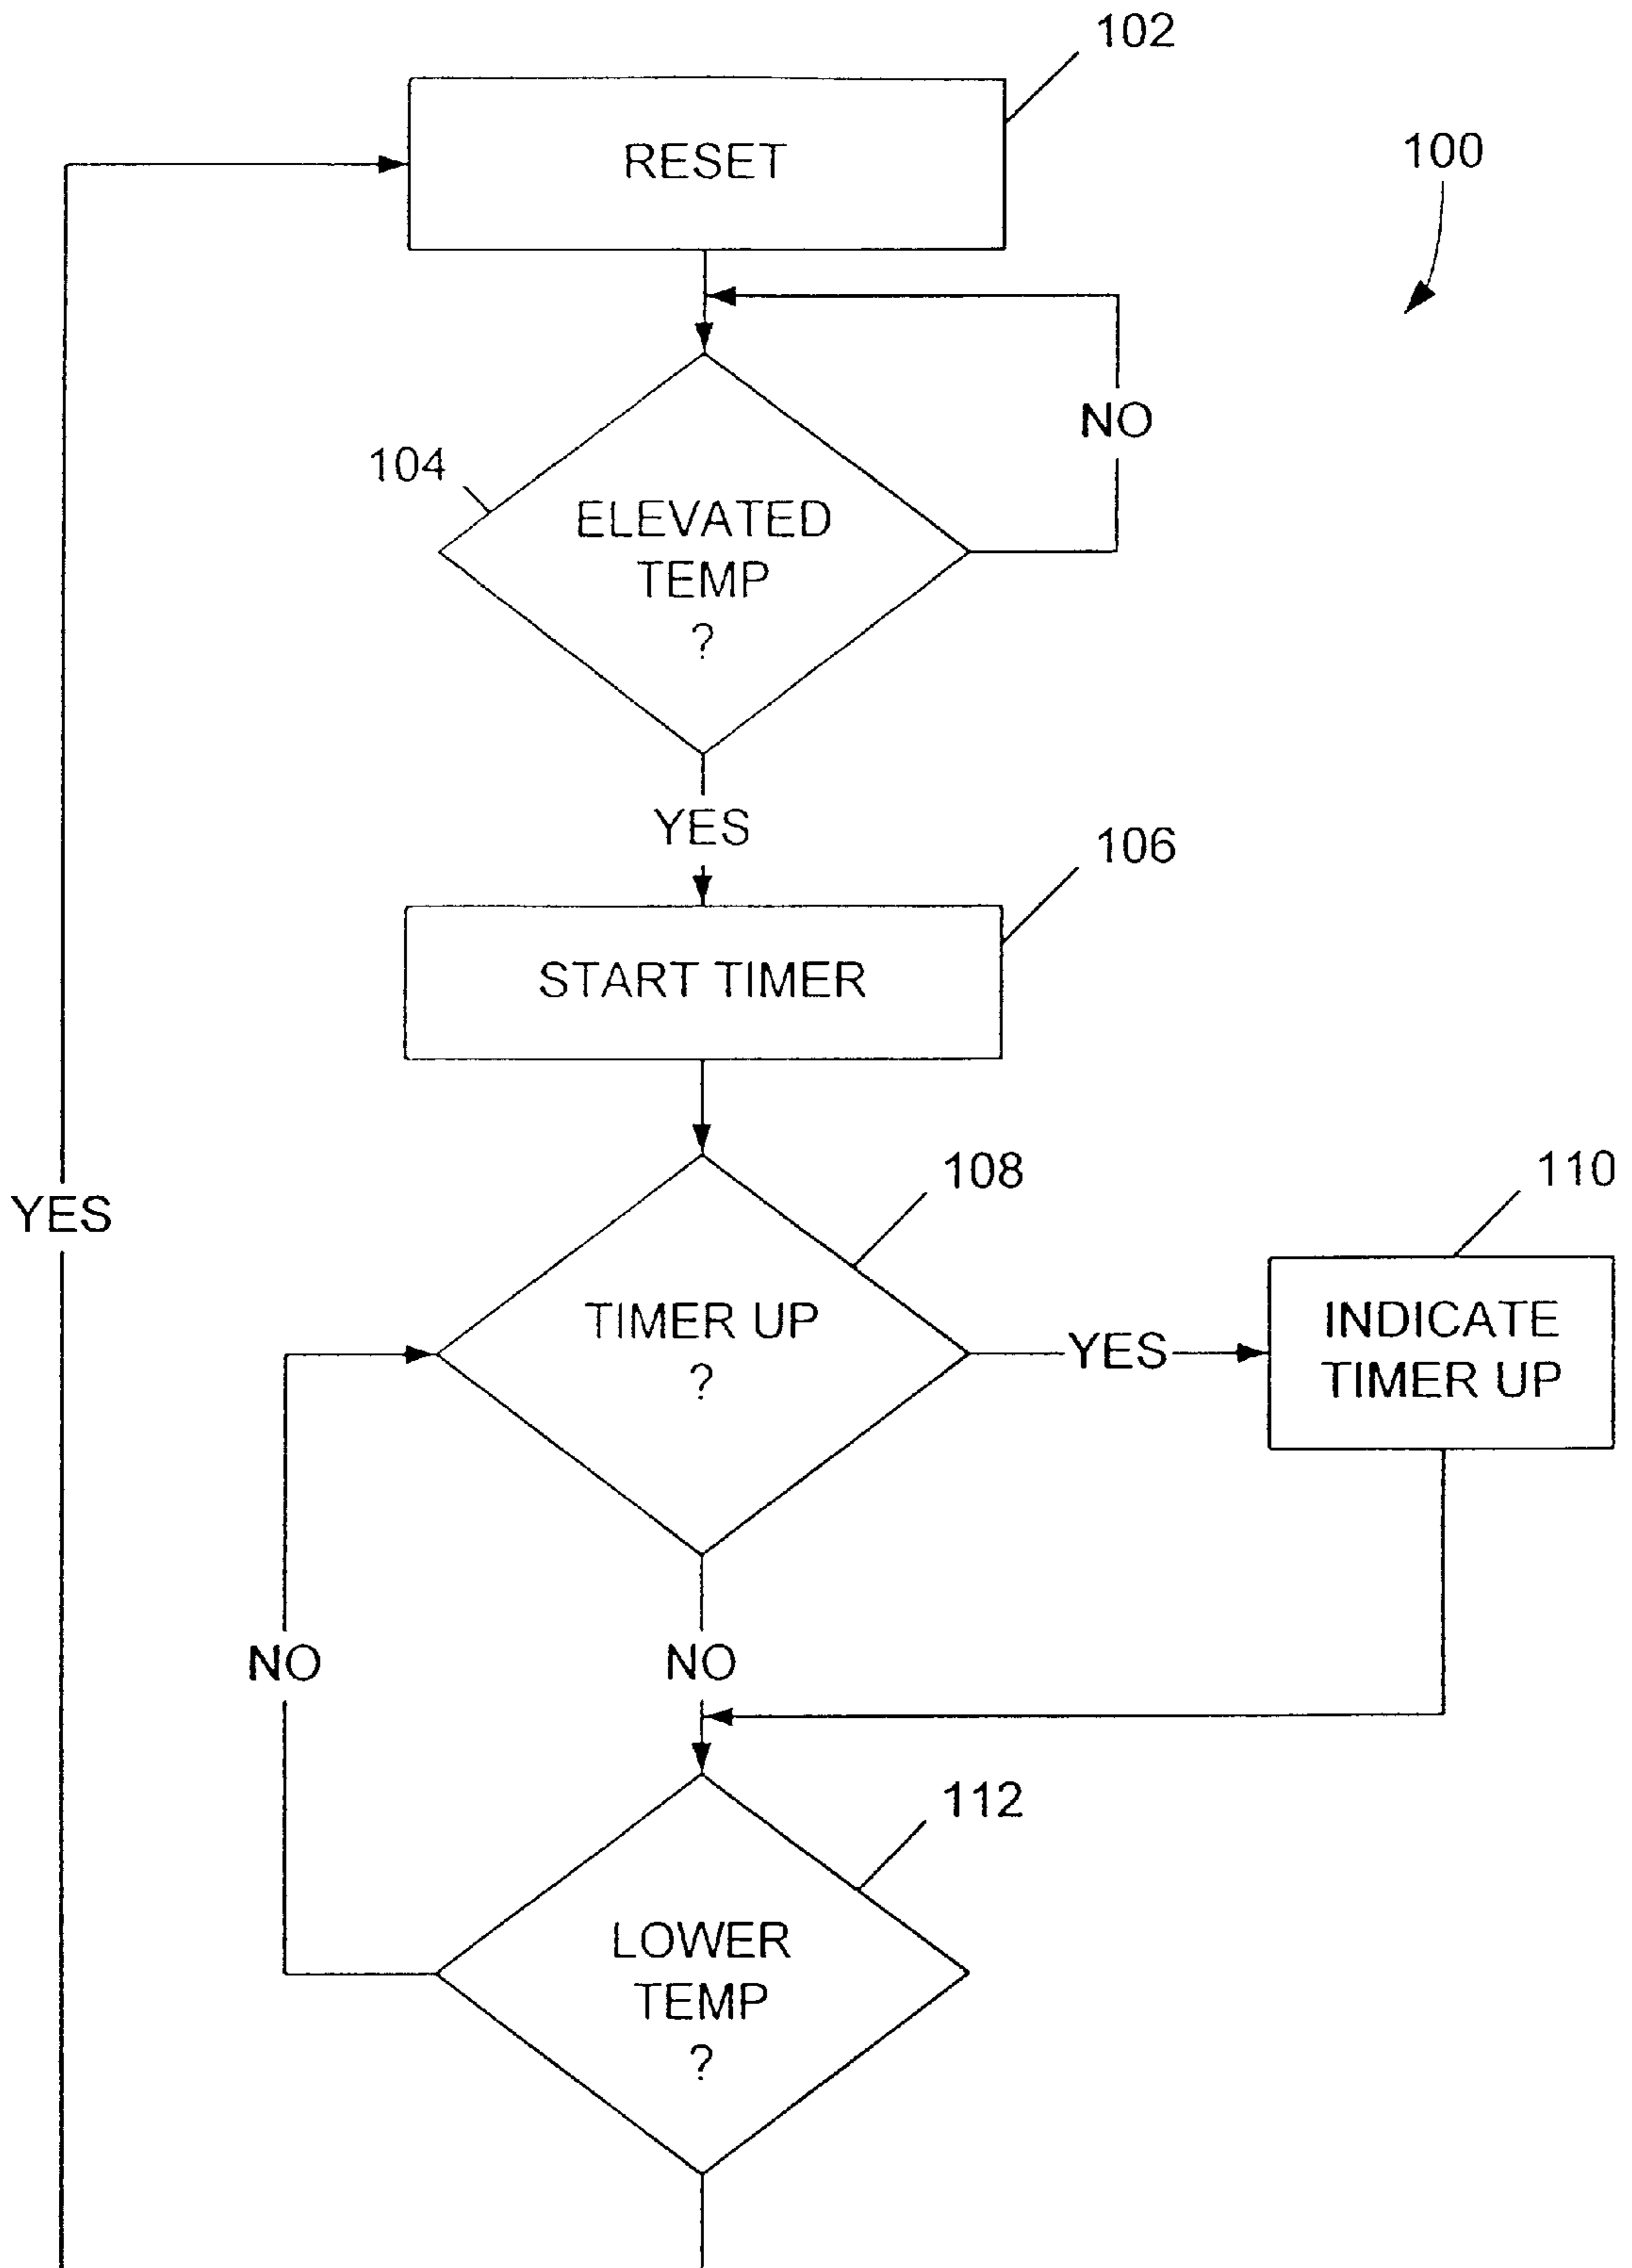 102
RESET
100
NO
104
ELEVATED
TEMP
?
YES
106
START TIMER
108
110
YES
TIMER UP
?
YES
INDICATE
TIMER UP
NO
NO
112
LOWER
TEMP
?